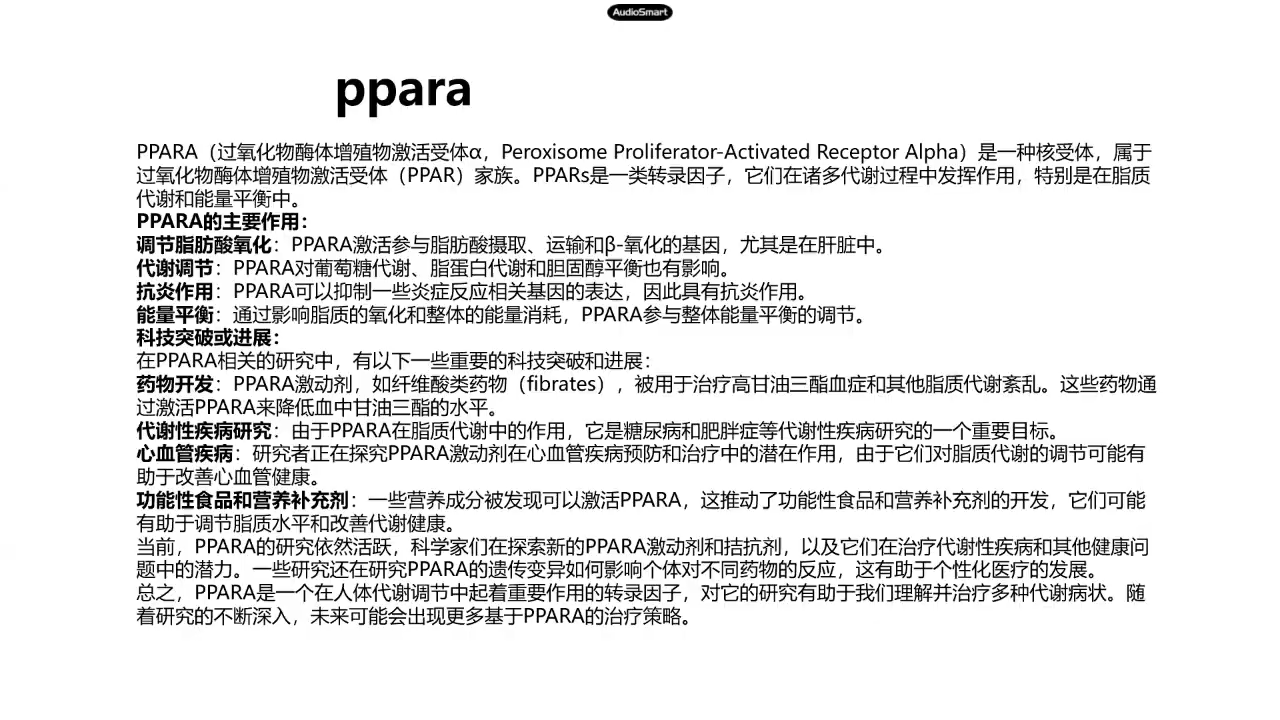 AudioSmart
ppara
PPARA（过氧化物酶体增殖物激活受体α，Peroxisome Proliferator-Activated Receptor Alpha）是一种核受体，属于
过氧化物酶体增殖物激活受体（PPAR）家族。PPARs是一类转录因子，它们在诸多代谢过程中发挥作用，特别是在脂质
代谢和能量平衡中。
PPARA的主要作用：
调节脂肪酸氧化：PPARA激活参与脂肪酸摄取、运输和β-氧化的基因，尤其是在肝脏中。
代谢调节：PPARA对葡萄糖代谢、脂蛋白代谢和胆固醇平衡也有影响。
抗炎作用：PPARA可以抑制一些炎症反应相关基因的表达，因此具有抗炎作用。
能量平衡：通过影响脂质的氧化和整体的能量消耗，PPARA参与整体能量平衡的调节。
科技突破或进展：
在PPARA相关的研究中，有以下一些重要的科技突破和进展：
药物开发：PPARA激动剂，如纤维酸类药物（fibrates），被用于治疗高甘油三酯血症和其他脂质代谢紊乱。这些药物通
过激活PPARA来降低血中甘油三酯的水平。
代谢性疾病研究：由于PPARA在脂质代谢中的作用，它是糖尿病和肥胖症等代谢性疾病研究的一个重要目标。
心血管疾病：研究者正在探究PPARA激动剂在心血管疾病预防和治疗中的潜在作用，由于它们对脂质代谢的调节可能有
助于改善心血管健康。
功能性食品和营养补充剂：一些营养成分被发现可以激活PPARA，这推动了功能性食品和营养补充剂的开发，它们可能
有助于调节脂质水平和改善代谢健康。
当前，PPARA的研究依然活跃，科学家们在探索新的PPARA激动剂和拮抗剂，以及它们在治疗代谢性疾病和其他健康问
题中的潜力。一些研究还在研究PPARA的遗传变异如何影响个体对不同药物的反应，这有助于个性化医疗的发展。
总之，PPARA是一个在人体代谢调节中起着重要作用的转录因子，对它的研究有助于我们理解并治疗多种代谢病状。随
着研究的不断深入，未来可能会出现更多基于PPARA的治疗策略。